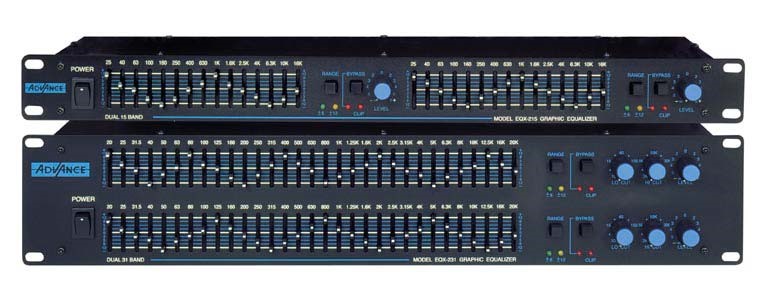 25 40 63 100 160 250 400 630 1K 1.6K 2.5K 4K 6.3K 10K 16K
RANGE BYPASS
25 40 63 100 160 250 400 630 1K 1.6K 2.5K 4K 6.3K 10K 16K
RANGE BYPASS
POWER
ADVANCE
LEVEL
LEVEL
±6 ±12 CLIP
±6 ±12 CLIP
DUAL 15 BAND
MODEL EQX-215 GRAPHIC EQUALIZER
20 25 31.5 40 50 63 80 100 125 160 200 250 315 400 500 630 800 1K 1.25K 1.6K 2K 2.5K 3.15K 4K 5K 6.3K 8K 10K 12.5K 16K 20K
RANGE BYPASS
ADVANCE
±6 ±12 CLIP
LO CUT HI CUT LEVEL
POWER
20 25 31.5 40 50 63 80 100 125 160 200 250 315 400 500 630 800 1K 1.25K 1.6K 2K 2.5K 3.15K 4K 5K 6.3K 8K 10K 12.5K 16K 20K
RANGE BYPASS
±6 ±12 CLIP
LO CUT HI CUT LEVEL
DUAL 31 BAND
MODEL EQX-231 GRAPHIC EQUALIZER